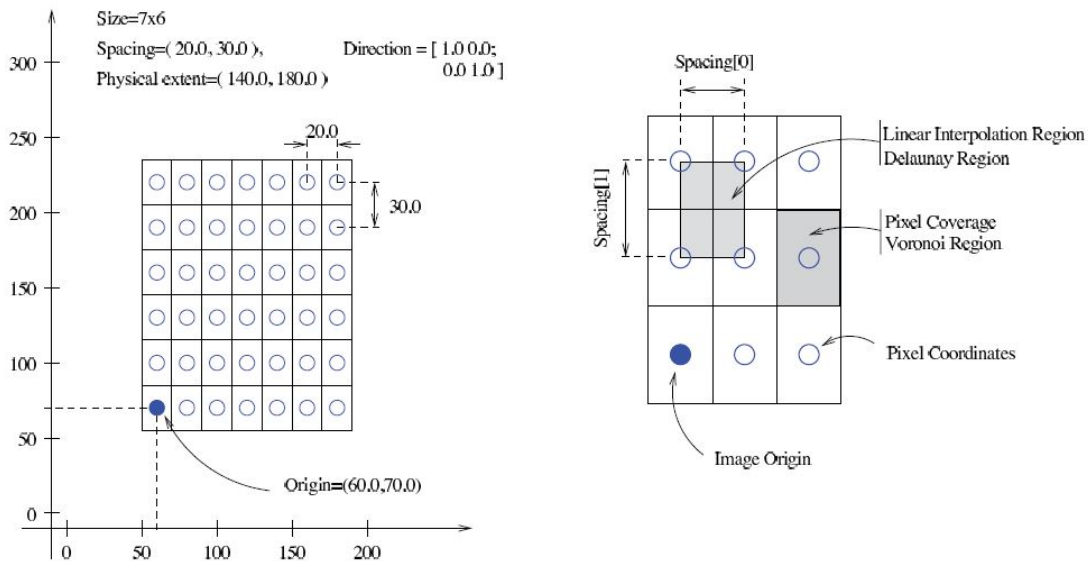 Size=7x6
Spacing=( 20.0, 30.0 ),
Physical extent=( 140.0, 180.0 )
Direction = [ 1.0 0.0;
0.0 1.0 ]
300
250
200
150
100
50
0
20.0
30.0
Origin=(60.0,70.0)
0
50
100
150
200
Spacing[0]
Spacing[1]
Linear Interpolation Region
Delaunay Region
Pixel Coverage
Voronoi Region
Pixel Coordinates
Image Origin